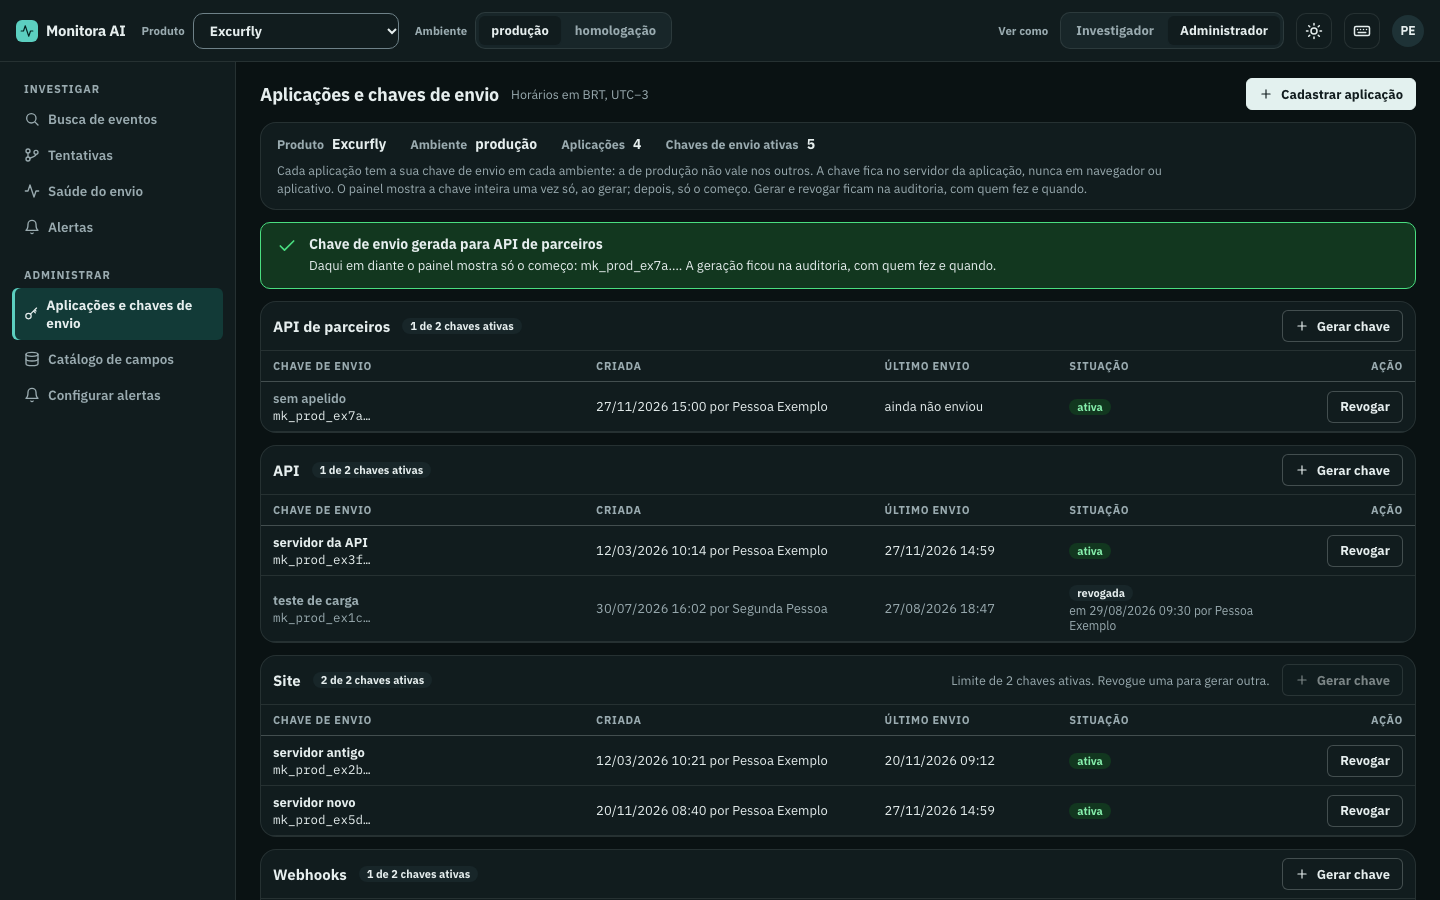 Monitora AI
Produto
Excurfly
Ambiente
produção
homologação
Ver como
Investigador
Administrador
PE
INVESTIGAR
Busca de eventos
Tentativas
Saúde do envio
Alertas
ADMINISTRAR
Aplicações e chaves de
envio
Catálogo de campos
Configurar alertas
Aplicações e chaves de envio
Horários em BRT, UTC−3
+ Cadastrar aplicação
Produto Excurfly Ambiente produção Aplicações 4 Chaves de envio ativas 5
Cada aplicação tem a sua chave de envio em cada ambiente: a de produção não vale nos outros. A chave fica no servidor da aplicação, nunca em navegador ou
aplicativo. O painel mostra a chave inteira uma vez só, ao gerar; depois, só o começo. Gerar e revogar ficam na auditoria, com quem fez e quando.
Chave de envio gerada para API de parceiros
Daqui em diante o painel mostra só o começo: mk_prod_ex7a.... A geração ficou na auditoria, com quem fez e quando.
API de parceiros 1 de 2 chaves ativas + Gerar chave
CHAVE DE ENVIO CRIADA ÚLTIMO ENVIO SITUAÇÃO AÇÃO
sem apelido
mk_prod_ex7a…
27/11/2026 15:00 por Pessoa Exemplo
ainda não enviou
ativa
Revogar
API 1 de 2 chaves ativas + Gerar chave
CHAVE DE ENVIO CRIADA ÚLTIMO ENVIO SITUAÇÃO AÇÃO
servidor da API
mk_prod_ex3f…
12/03/2026 10:14 por Pessoa Exemplo
27/11/2026 14:59
ativa
Revogar
teste de carga
mk_prod_ex1c…
30/07/2026 16:02 por Segunda Pessoa
27/08/2026 18:47
revogada
em 29/08/2026 09:30 por Pessoa
Exemplo
Site 2 de 2 chaves ativas Limite de 2 chaves ativas. Revogue uma para gerar outra. + Gerar chave
CHAVE DE ENVIO CRIADA ÚLTIMO ENVIO SITUAÇÃO AÇÃO
servidor antigo
mk_prod_ex2b…
12/03/2026 10:21 por Pessoa Exemplo
20/11/2026 09:12
ativa
Revogar
servidor novo
mk_prod_ex5d…
20/11/2026 08:40 por Pessoa Exemplo
27/11/2026 14:59
ativa
Revogar
Webhooks 1 de 2 chaves ativas + Gerar chave